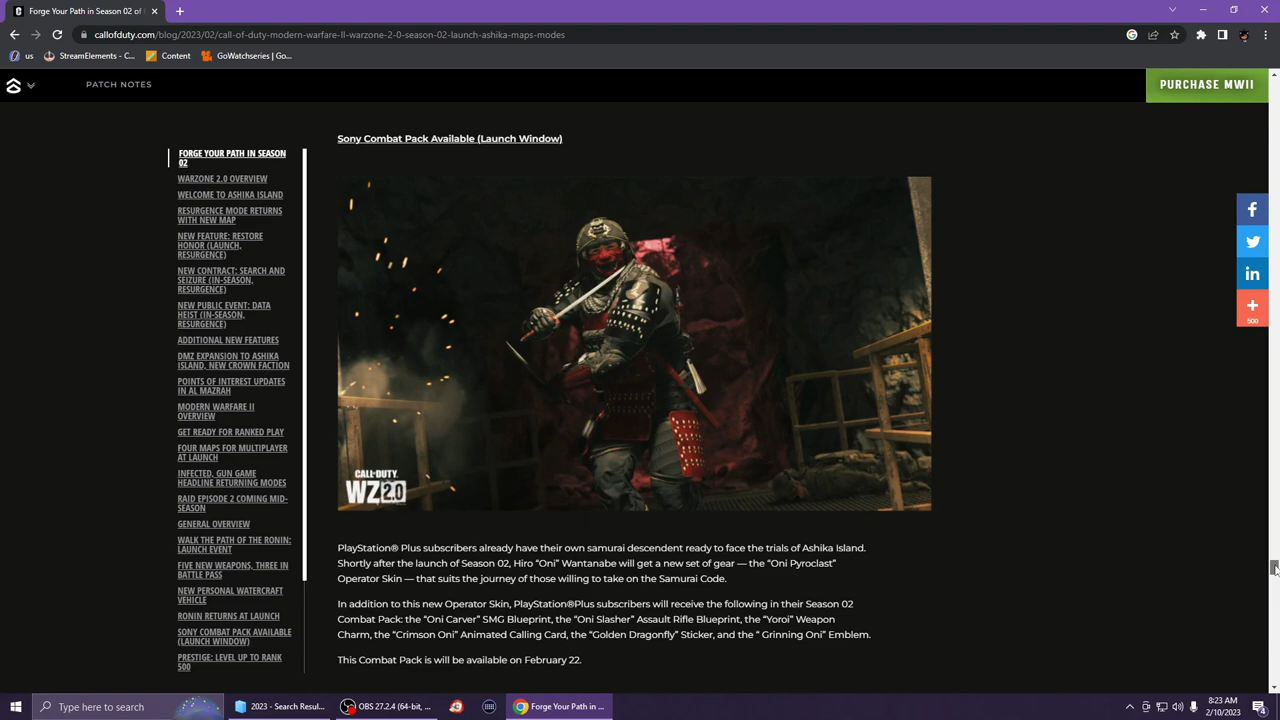 Forge Your Path in
callofduty.com/blog/2023/02/call-of-duty-modern-warfare-II-warzone-2-0-season-02-launch-ashika-maps-modes
us
StreamElements - C...
Content
GoWatchseries | Go...
PATCH NOTES
PURCHASE MWII
FORGE YOUR PATH IN SEASON
02
WARZONE 2.0 OVERVIEW
WELCOME TO ASHIKA ISLAND
RESURGENCE MODE RETURNS
WITH NEW MAP
NEW FEATURE: RESTORE
HONOR (LAUNCH,
RESURGENCE)
NEW CONTRACT: SEARCH AND
SEIZURE (IN-SEASON,
RESURGENCE)
NEW PUBLIC EVENT: DATA
HEIST (IN-SEASON,
RESURGENCE)
ADDITIONAL NEW FEATURES
DMZ EXPANSION TO ASHIKA
ISLAND, NEW CROWN FACTION
POINTS OF INTEREST UPDATES
IN AL MAZRAH
MODERN WARFARE II
OVERVIEW
GET READY FOR RANKED PLAY
FOUR MAPS FOR MULTIPLAYER
AT LAUNCH
INFECTED, GUN GAME
HEADLINE RETURNING MODES
RAID EPISODE 2 COMING MID-
SEASON
GENERAL OVERVIEW
WALK THE PATH OF THE RONIN:
LAUNCH EVENT
FIVE NEW WEAPONS, THREE IN
BATTLE PASS
NEW PERSONAL WATERCRAFT
VEHICLE
RONIN RETURNS AT LAUNCH
SONY COMBAT PACK AVAILABLE
(LAUNCH WINDOW)
PRESTIGE: LEVEL UP TO RANK
500
Sony Combat Pack Available (Launch Window)
CALL OF DUTY
WZ 2.0
PlayStation® Plus subscribers already have their own samurai descendent ready to face the trials of Ashika Island.
Shortly after the launch of Season 02, Hiro “Oni” Wantanabe will get a new set of gear — the “Oni Pyroclast”
Operator Skin — that suits the journey of those willing to take on the Samurai Code.
In addition to this new Operator Skin, PlayStation®Plus subscribers will receive the following in their Season 02
Combat Pack: the “Oni Carver” SMG Blueprint, the “Oni Slasher” Assault Rifle Blueprint, the “Yoroi” Weapon
Charm, the “Crimson Oni” Animated Calling Card, the “Golden Dragonfly” Sticker, and the “ Grinning Oni” Emblem.
This Combat Pack is will be available on February 22.
500
Type here to search
2023 - Search Resul...
OBS 27.2.4 (64-bit, ...
Forge Your Path in ...
8:23 AM
2/10/2023
4